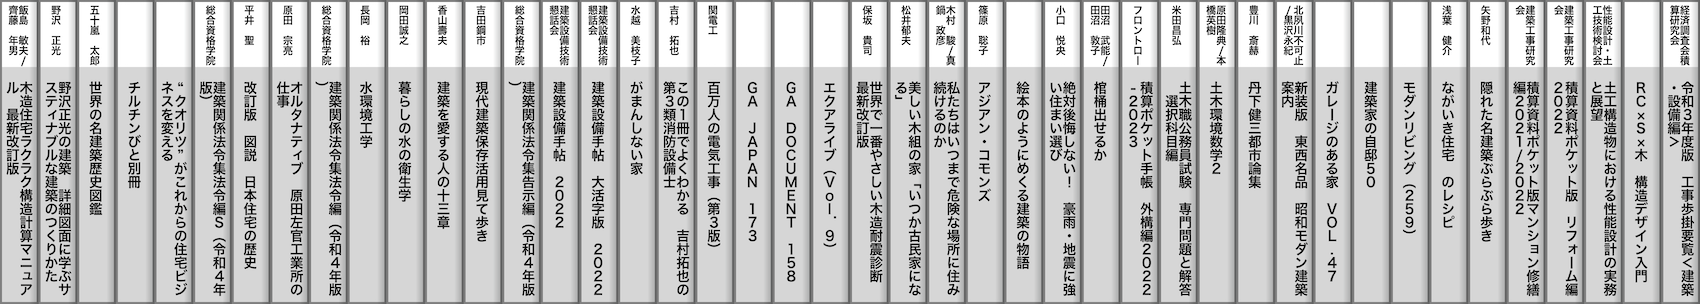 経済調査会積
算研究会
令和３年度版　工事歩掛要覧＜建築
・設備編＞
ＲＣ×Ｓ×木　構造デザイン入門
性能設計・土
工技術検討会
土工構造物における性能設計の実務
と展望
建築工事研究
会
積算資料ポケット版　リフォーム編
２０２２
建築工事研究
会
積算資料ポケット版マンション修繕
編２０２１/２０２２
矢野和代
隠れた名建築ぶらぶら歩き
浅葉　健介
ながいき住宅　のレシピ
モダンリビング（２５９）
建築家の自邸５０
ガレージのある家　ＶＯＬ．４７
北夙川不可止
/黒沢永紀
新装版　東西名品　昭和モダン建築
案内
豊川　斎赫
丹下健三都市論集
原田隆典/本
橋英樹
土木環境数学２
米田昌弘
土木職公務員試験　専門問題と解答
　選択科目編
フロントロー
積算ポケット手帳　外構編２０２２
-２０２３
田沼　武能/
田沼　敦子
棺桶出せるか
小口　悦央
絶対後悔しない！　豪雨・地震に強
い住まい選び
絵本のようにめくる建築の物語
篠原　聡子
アジアン・コモンズ
木村　駿/真
鍋　政彦
私たちはいつまで危険な場所に住み
続けるのか
松井郁夫
美しい木組の家「いつか古民家にな
る」
保坂　貴司
世界で一番やさしい木造耐震診断
最新改訂版
エクアライブ（Ｖｏｌ．９）
ＧＡ　ＤＯＣＵＭＥＮＴ　１５８
ＧＡ　ＪＡＰＡＮ　１７３
関電工
百万人の電気工事（第３版）
吉村　拓也
この１冊でよくわかる　吉村拓也の
第３類消防設備士
水越　美枝子
がまんしない家
建築設備技術
懇話会
建築設備手帖　大活字版　２０２２
建築設備技術
懇話会
建築設備手帖　２０２２
総合資格学院
建築関係法令集告示編（令和４年版
）
吉田鋼市
現代建築保存活用見て歩き
香山壽夫
建築を愛する人の十三章
岡田誠之
暮らしの水の衛生学
長岡　裕
水環境工学
総合資格学院
建築関係法令集法令編（令和４年版
）
原田　宗亮
オルタナティブ　原田左官工業所の
仕事
平井　聖
改訂版　図説　日本住宅の歴史
総合資格学院
建築関係法令集法令編Ｓ（令和４年
版）
“クオリツ”がこれからの住宅ビジ
ネスを変える
チルチンびと別冊
五十嵐　太郎
世界の名建築歴史図鑑
野沢　正光
野沢正光の建築　詳細図面に学ぶサ
スティナブルな建築のつくりかた
飯島　敏夫/
齊藤　年男
木造住宅ラクラク構造計算マニュア
ル　最新改訂版